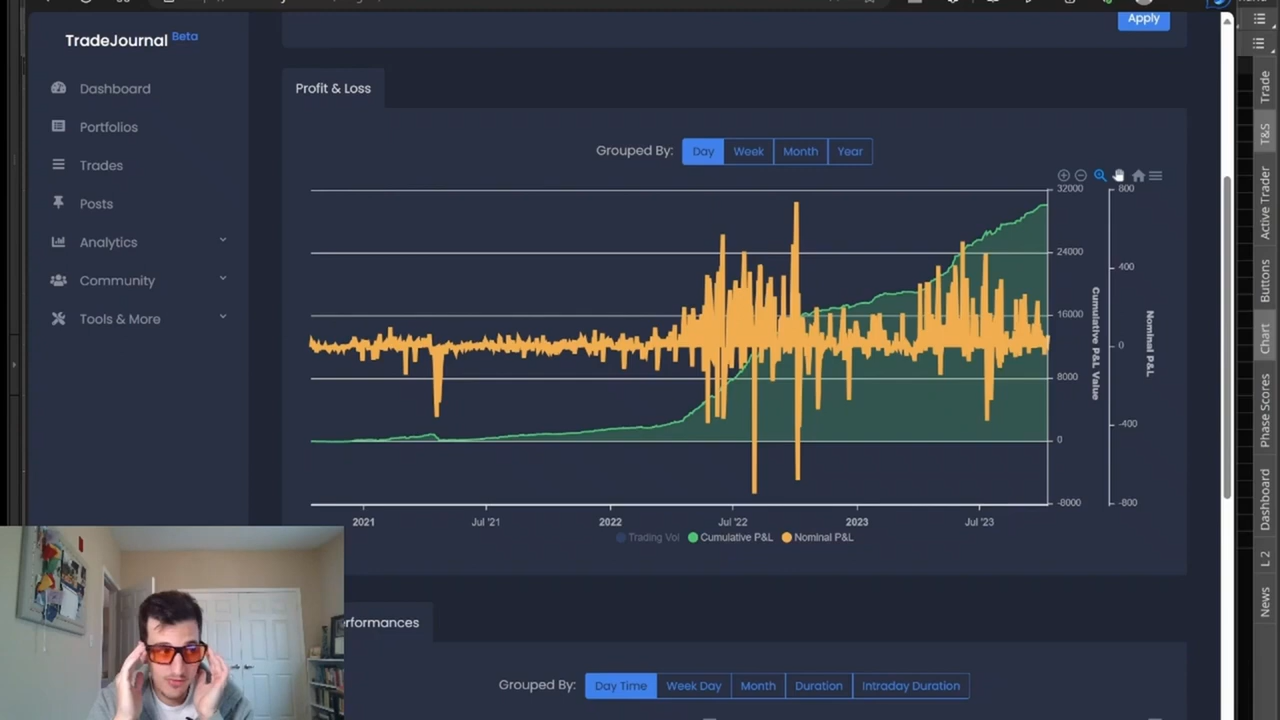 TradeJournal Beta
Apply
Dashboard
Portfolios
Trades
Posts
Analytics
Community
Tools & More
Profit & Loss
Grouped By: Day Week Month Year
32000
24000
16000
8000
0
-8000
Cumulative P&L Value
800
400
0
-400
-800
Nominal P&L
2021 Jul '21 2022 Jul '22 2023 Jul '23
Trading Vol Cumulative P&L Nominal P&L
erformances
Grouped By: Day Time Week Day Month Duration Intraday Duration
Trade
T&S
Active Trader
Buttons
Chart
Phase Scores
Dashboard
L 2
News